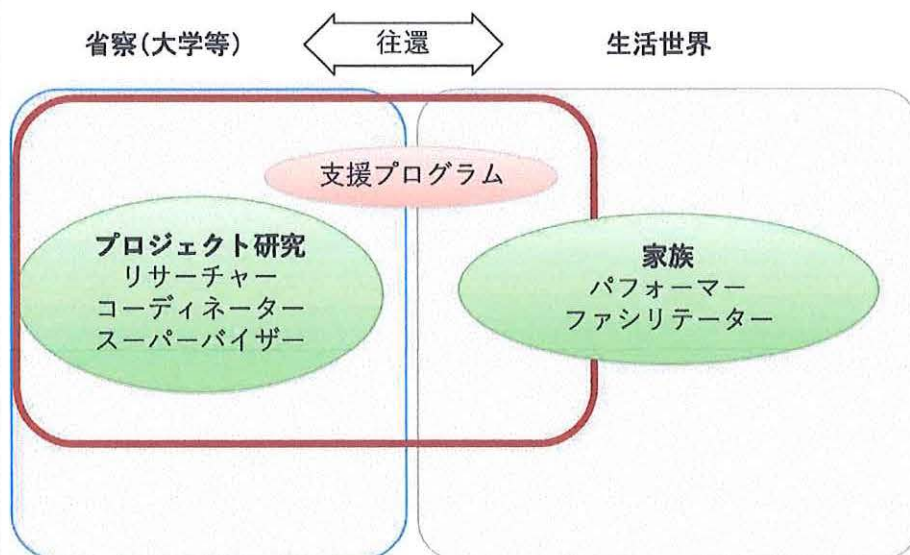 省察(大学等)
往還
生活世界
支援プログラム
プロジェクト研究
リサーチャー
コーディネーター
スーパーバイザー
家族
パフォーマー
ファシリテーター